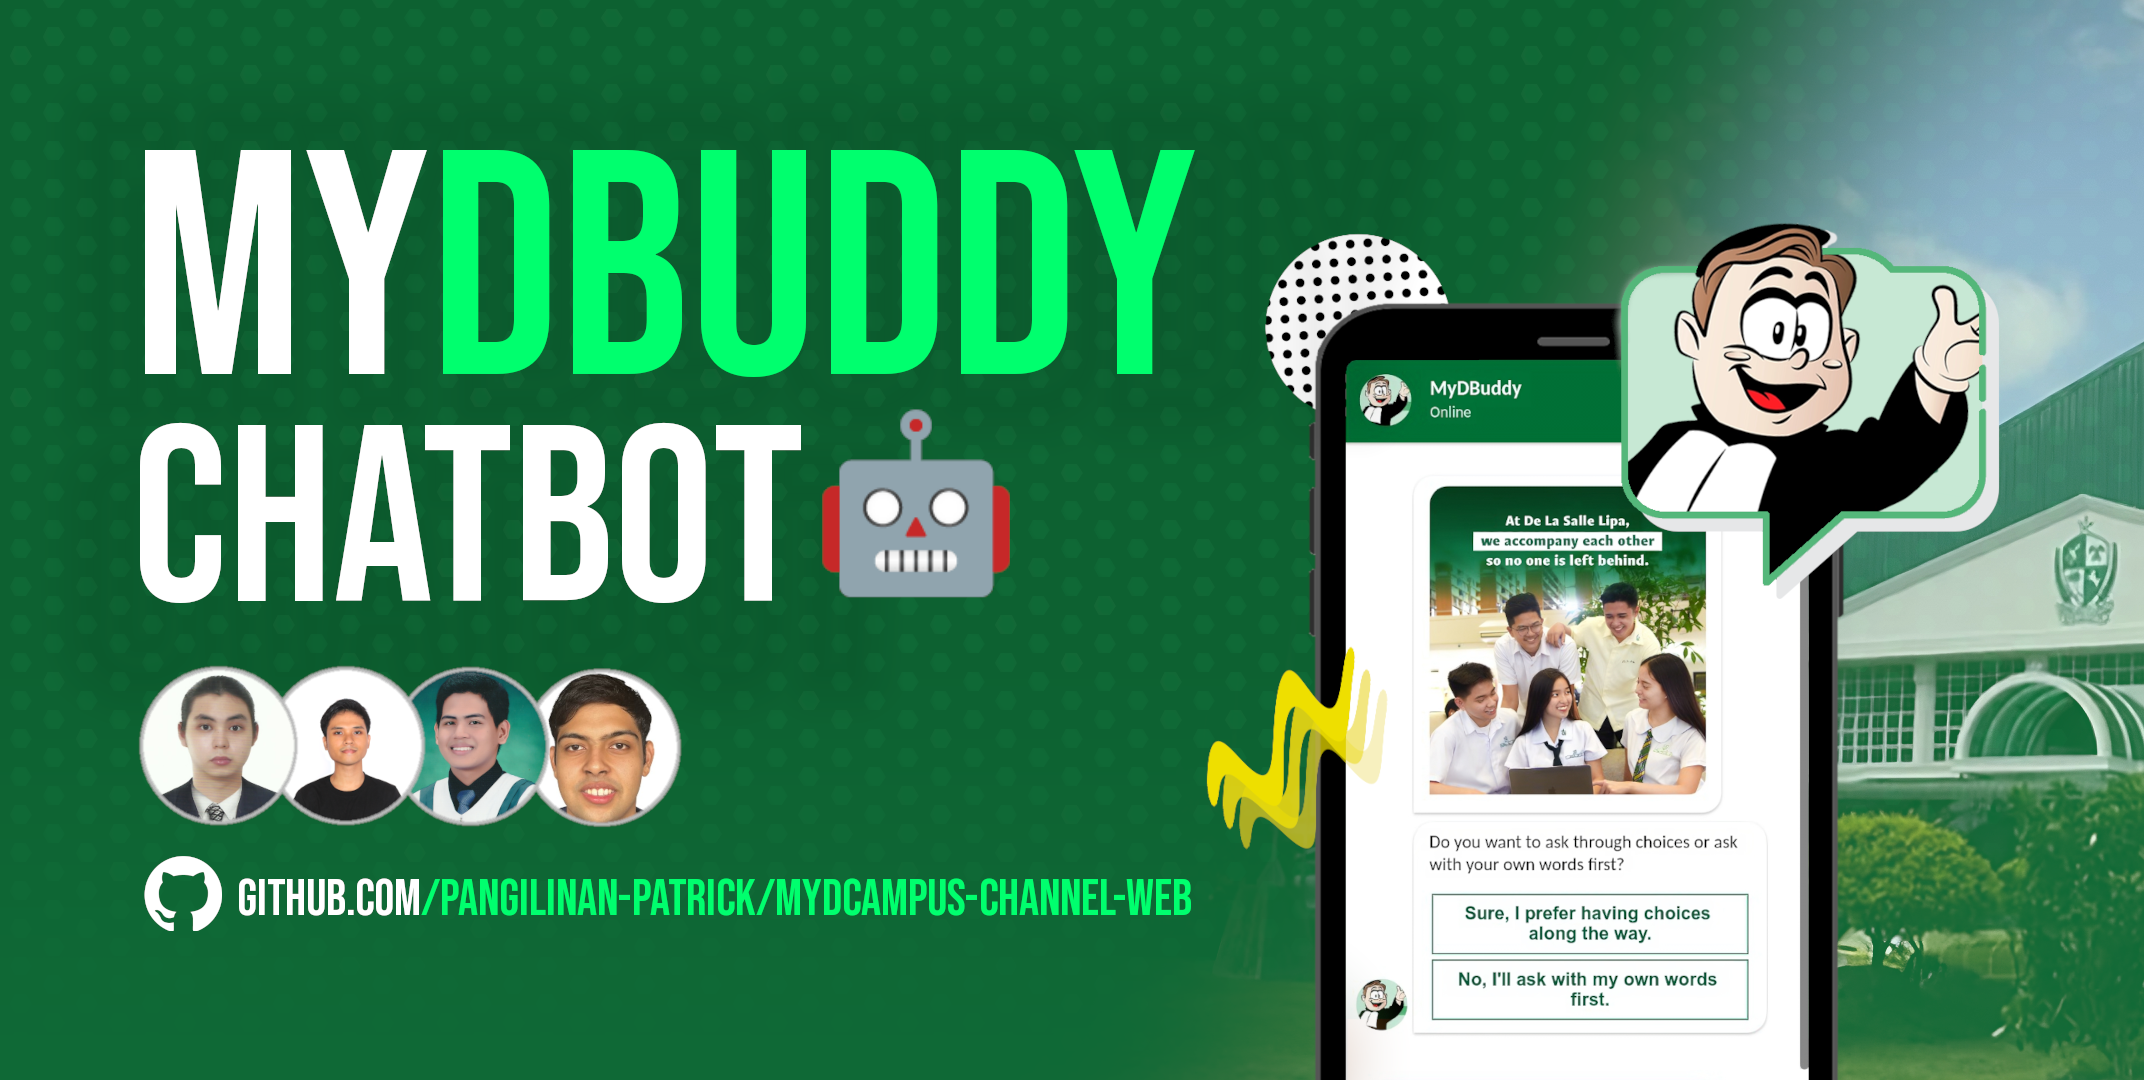 MYDBUDDY
CHATBOT
GITHUB.COM/PANGILINAN-PATRICK/MYDCAMPUS-CHANNEL-WEB
MyDBuddy
Online
At De La Salle Lipa,
we accompany each other
so no one is left behind.
Do you want to ask through choices or ask
with your own words first?
Sure, I prefer having choices
along the way.
No, I'll ask with my own words
first.